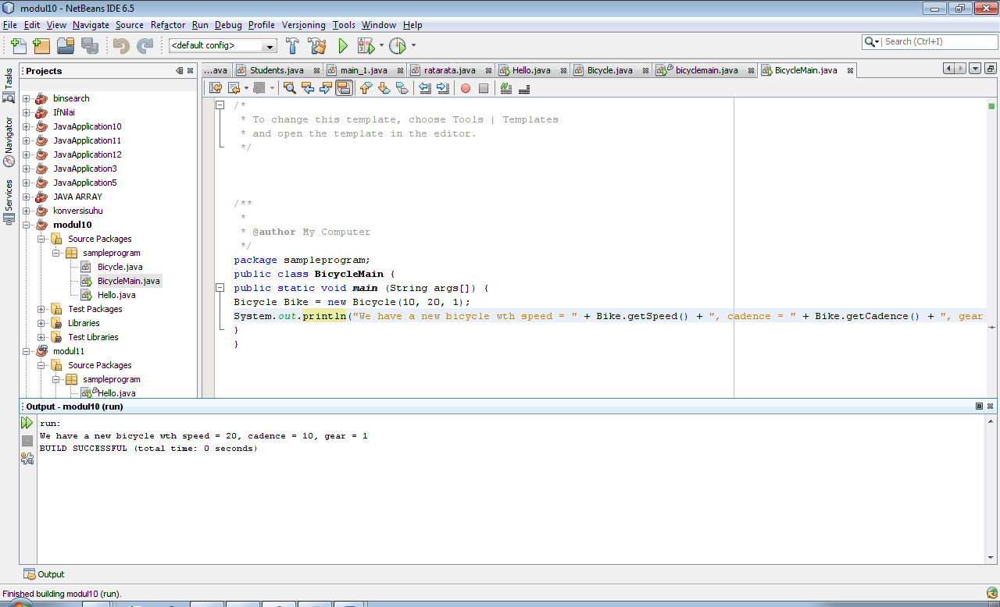 modul10 - NetBeans IDE 6.5
File Edit View Navigate Source Refactor Run Debug Profile Versioning Tools Window Help
<default config>
Search (Ctrl+I)
Tasks
Navigator
Services
Projects
binsearch
IfNilai
JavaApplication10
JavaApplication11
JavaApplication12
JavaApplication3
JavaApplication5
JAVA ARRAY
konversisuhu
modul10
Source Packages
sampleprogram
Bicycle.java
BicycleMain.java
Hello.java
Test Packages
Libraries
Test Libraries
modul11
Source Packages
sampleprogram
Hello.java
...ava Students.java main_1.java ratarata.java Hello.java Bicycle.java bicyclemain.java BicycleMain.java
/*
* To change this template, choose Tools | Templates
* and open the template in the editor.
*/
/**
*
* @author My Computer
*/
package sampleprogram;
public class BicycleMain {
public static void main (String args[]) {
Bicycle Bike = new Bicycle(10, 20, 1);
System.out.println("We have a new bicycle wth speed = " + Bike.getSpeed() + ", cadence = " + Bike.getCadence() + ", gear
}
}
Output - modul10 (run)
run:
We have a new bicycle wth speed = 20, cadence = 10, gear = 1
BUILD SUCCESSFUL (total time: 0 seconds)
Output
Finished building modul10 (run).